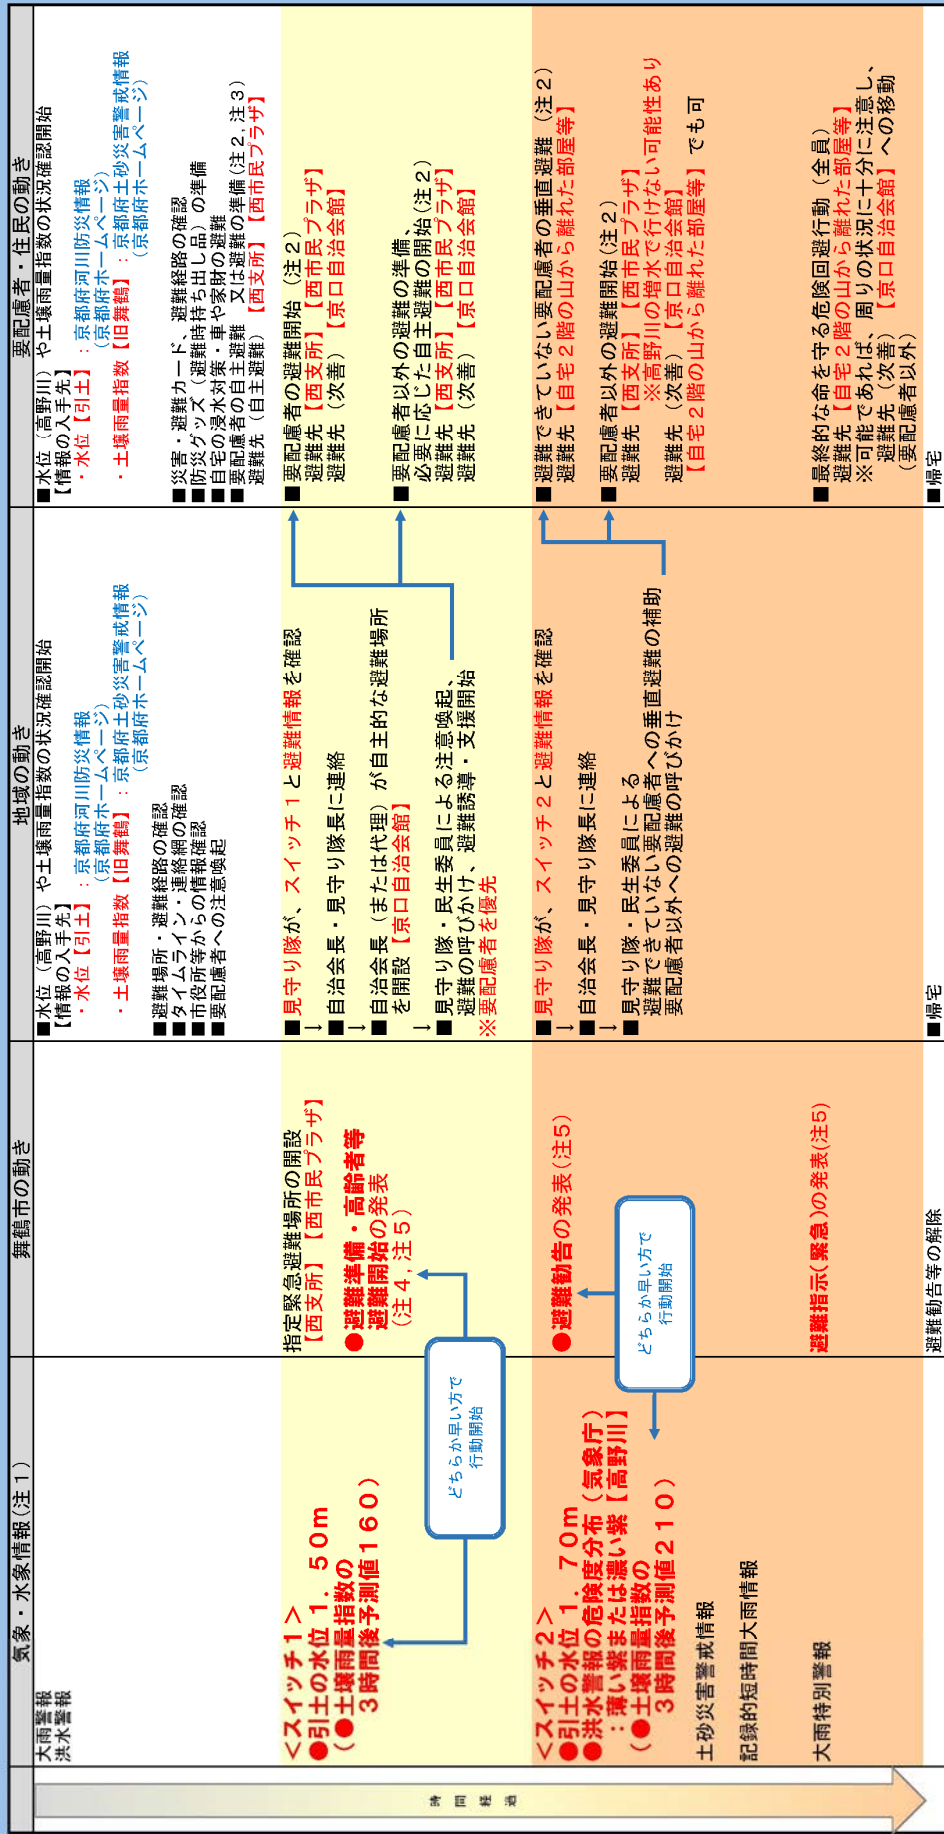 気象・水象情報(注1)
舞鶴市の動き
地域の動き
要配慮者・住民の動き
時間経過
大雨警報
洪水警報
■水位(高野川)や土壌雨量指数の状況確認開始
【情報の入手先】
・水位【引土】:京都府河川防災情報
(京都府ホームページ)
・土壌雨量指数【旧舞鶴】:京都府土砂災害警戒情報
(京都府ホームページ)
■避難場所・避難経路の確認
■タイムライン・連絡網の確認
■市役所等からの情報確認
■要配慮者への注意喚起
■水位(高野川)や土壌雨量指数の状況確認開始
【情報の入手先】
・水位【引土】:京都府河川防災情報
(京都府ホームページ)
・土壌雨量指数【旧舞鶴】:京都府土砂災害警戒情報
(京都府ホームページ)
■災害・避難カード、避難経路の確認
■防災グッズ(避難時持ち出し品)の準備
■自宅の浸水対策・車や家財の避難
■要配慮者の自主避難 又は避難の準備(注2,注3)
避難先(自主避難)【西支所】【西市民プラザ】
<スイッチ1>
●引土の水位1.50m
(●土壌雨量指数の
3時間後予測値160)
どちらか早い方で
行動開始
指定緊急避難場所の開設
【西支所】【西市民プラザ】
●避難準備・高齢者等
避難開始の発表
(注4,注5)
■見守り隊が、スイッチ1と避難情報を確認
↓
■自治会長・見守り隊長に連絡
↓
■自治会長(または代理)が自主的な避難場所
を開設【京口自治会館】
↓
■見守り隊・民生委員による注意喚起、
避難の呼びかけ、避難誘導・支援開始
※要配慮者を優先
■要配慮者の避難開始(注2)
避難先【西支所】【西市民プラザ】
避難先(次善)【京口自治会館】
■要配慮者以外の避難の準備、
必要に応じた自主避難の開始(注2)
避難先【西支所】【西市民プラザ】
避難先(次善)【京口自治会館】
<スイッチ2>
●引土の水位1.70m
●洪水警報の危険度分布(気象庁)
:薄い紫または濃い紫【高野川】
(●土壌雨量指数の
3時間後予測値210)
土砂災害警戒情報
記録的短時間大雨情報
大雨特別警報
どちらか早い方で
行動開始
●避難勧告の発表(注5)
避難指示(緊急)の発表(注5)
■見守り隊が、スイッチ2と避難情報を確認
↓
■自治会長・見守り隊長に連絡
↓
■見守り隊・民生委員による
避難できていない要配慮者への垂直避難の補助
要配慮者以外への避難の呼びかけ
■避難できていない要配慮者の垂直避難(注2)
避難先【自宅2階の山から離れた部屋等】
■要配慮者以外の避難開始(注2)
避難先【西支所】【西市民プラザ】
※高野川の増水で行けない可能性あり
避難先(次善)【京口自治会館】
【自宅2階の山から離れた部屋等】でも可
■最終的な命を守る危険回避行動(全員)
避難先【自宅2階の山から離れた部屋等】
※可能であれば、周りの状況に十分に注意し、
避難先(次善)【京口自治会館】への移動
(要配慮者以外)
避難勧告等の解除
■帰宅
■帰宅